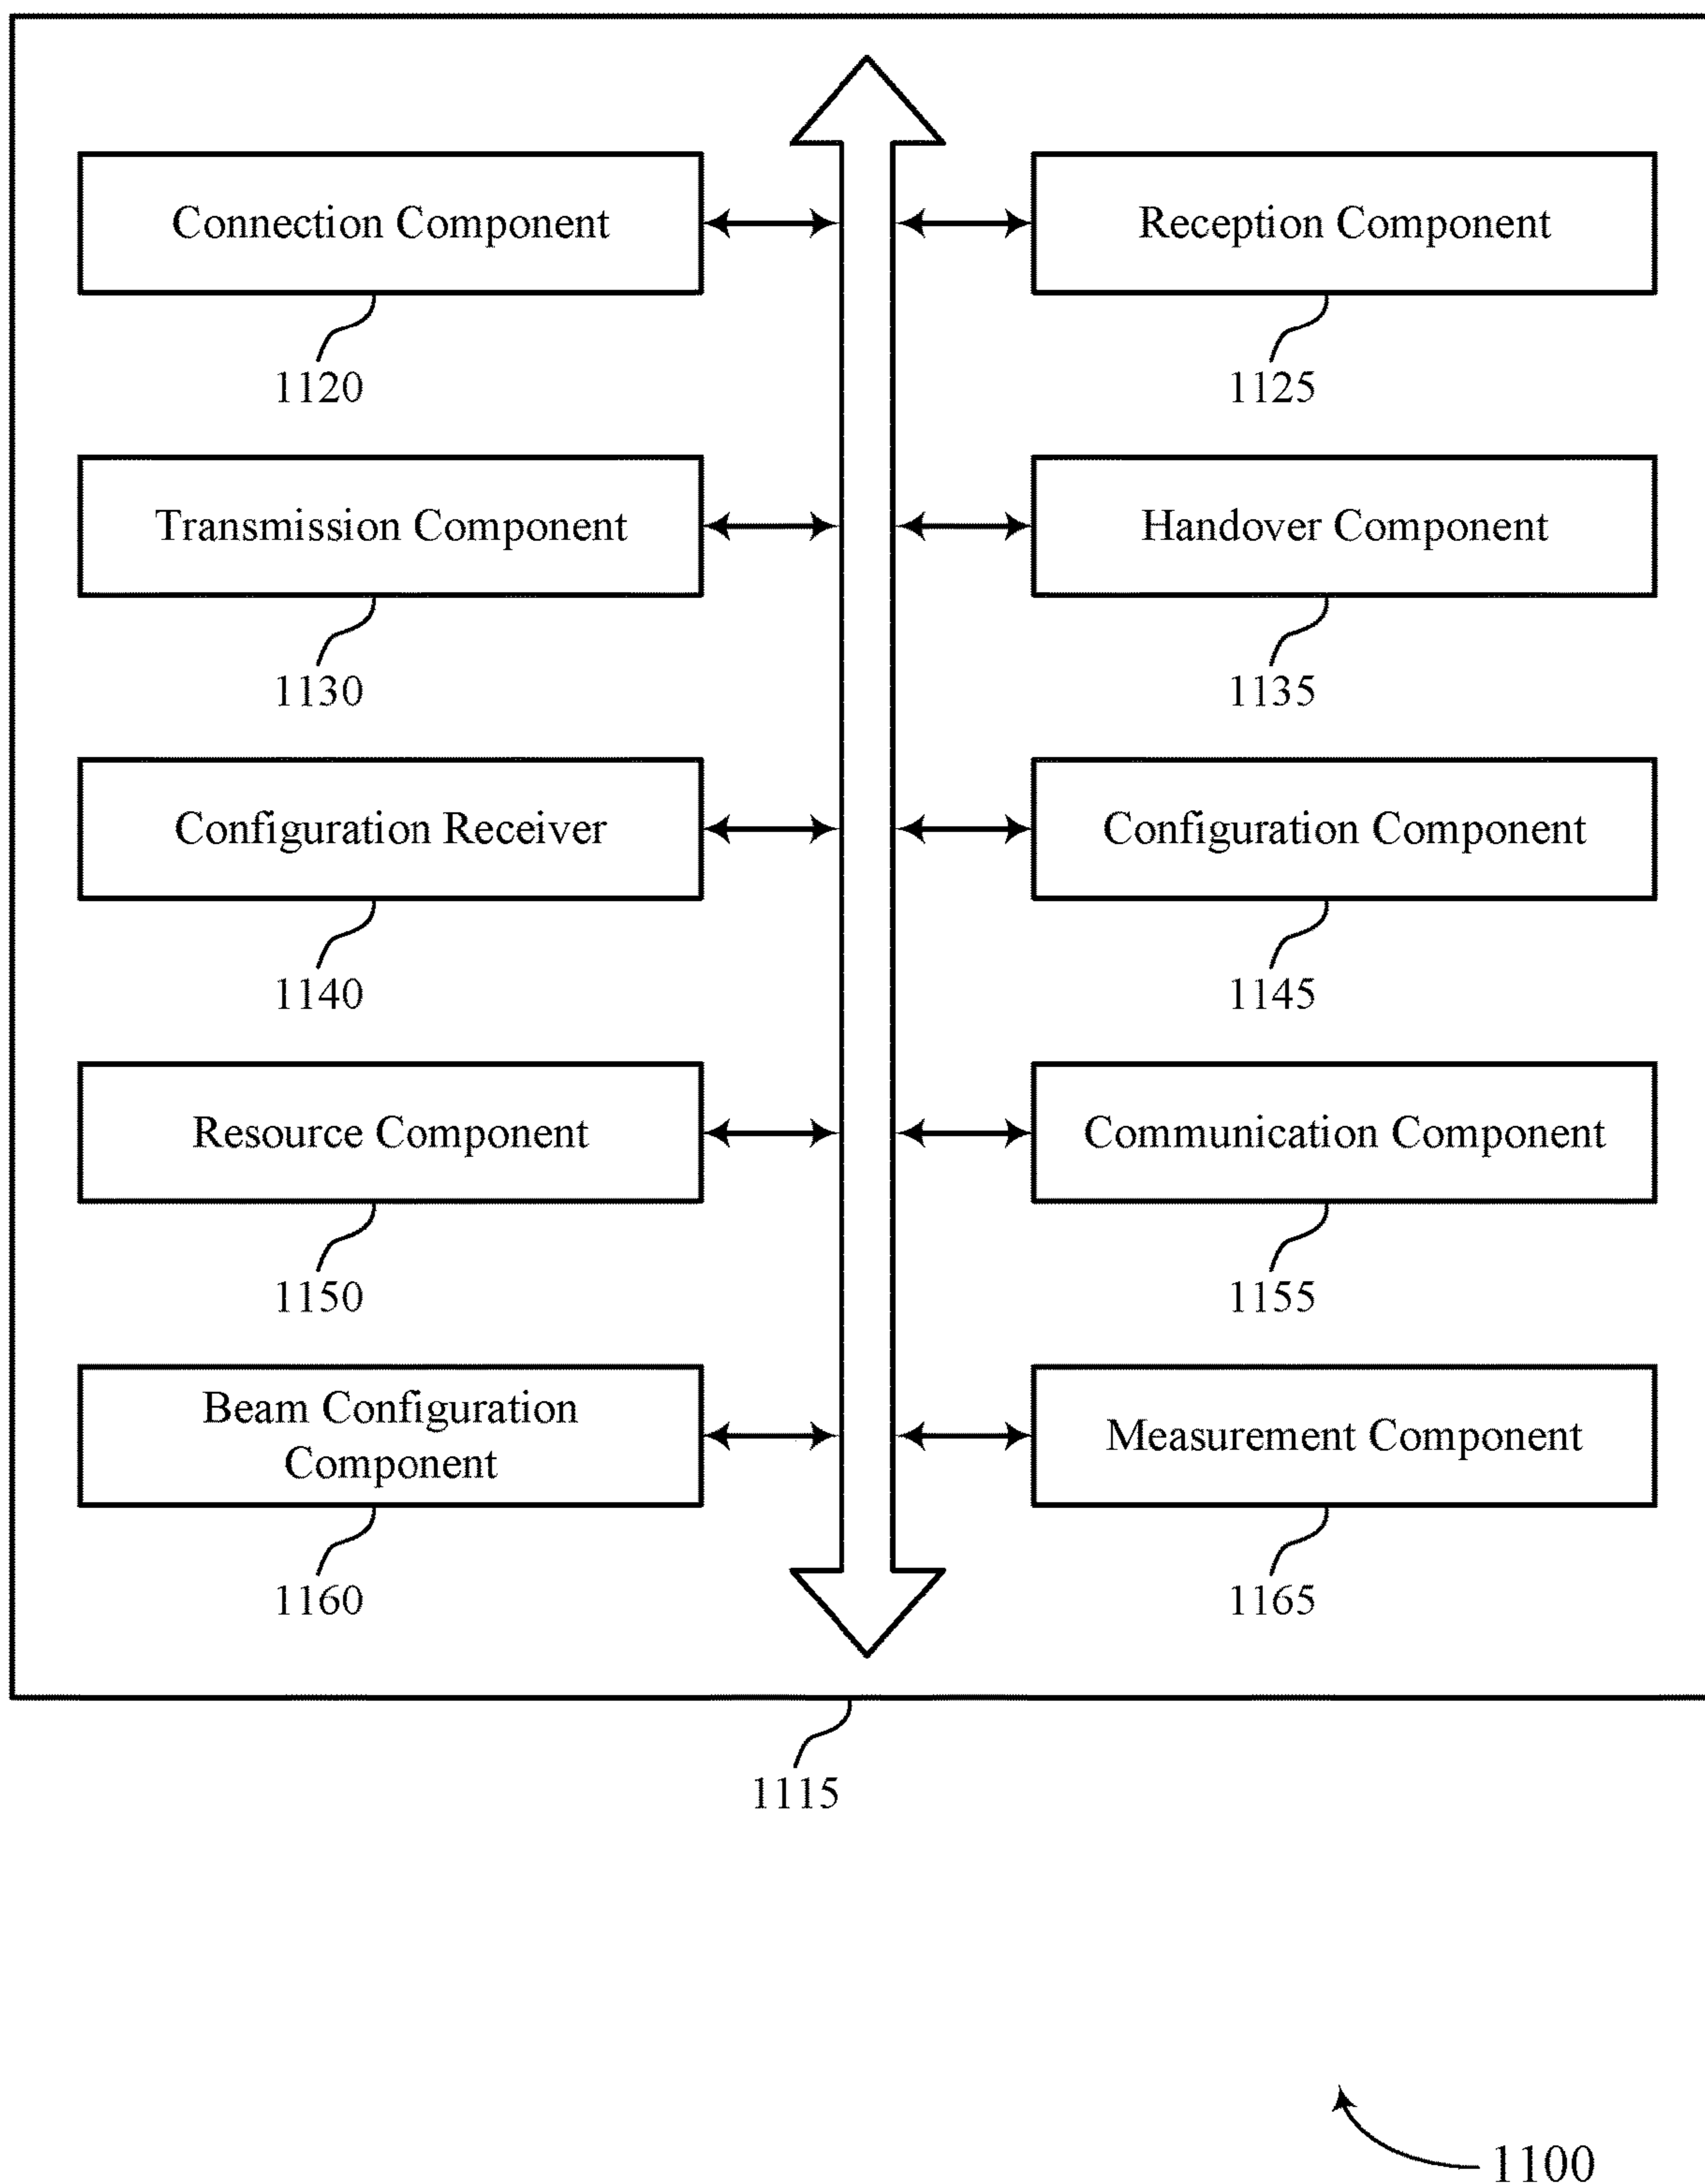 Connection Component
Reception Component
1120
1125
Transmission Component
Handover Component
1130
1135
Configuration Receiver
Configuration Component
1140
1145
Resource Component
Communication Component
1150
1155
Beam Configuration
Component
Measurement Component
1160
1165
1115
1100